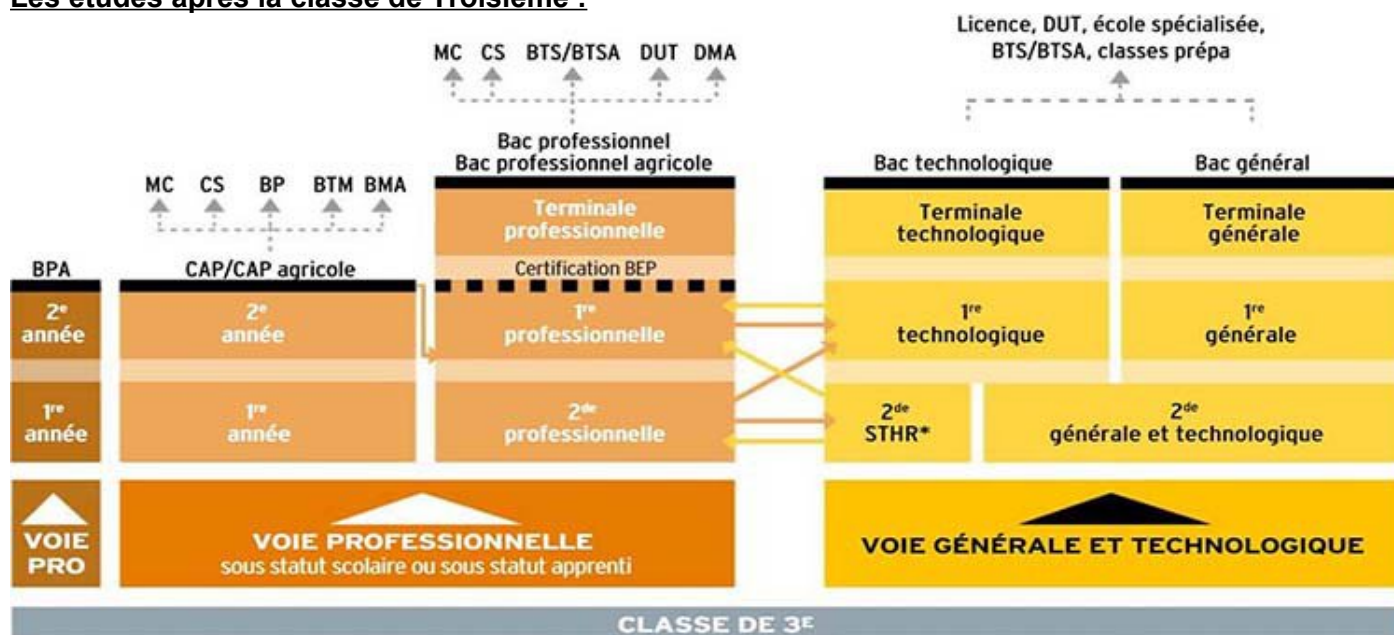 Les études après la classe de Troisième :
Licence, DUT, école spécialisée,
BTS/BTSA, classes prépa
MC CS BTS/BTSA DUT DMA
Bac professionnel
Bac professionnel agricole
Bac technologique
Bac général
MC CS BP BTM BMA
Terminale
professionnelle
Terminale
technologique
Terminale
générale
BPA
CAP/CAP agricole
Certification BEP
2e
année
2e
année
1re
professionnelle
1re
technologique
1re
générale
1re
année
1re
année
2de
professionnelle
2de
STHR*
2de
générale et technologique
VOIE
PRO
VOIE PROFESSIONNELLE
sous statut scolaire ou sous statut apprenti
VOIE GÉNÉRALE ET TECHNOLOGIQUE
CLASSE DE 3E